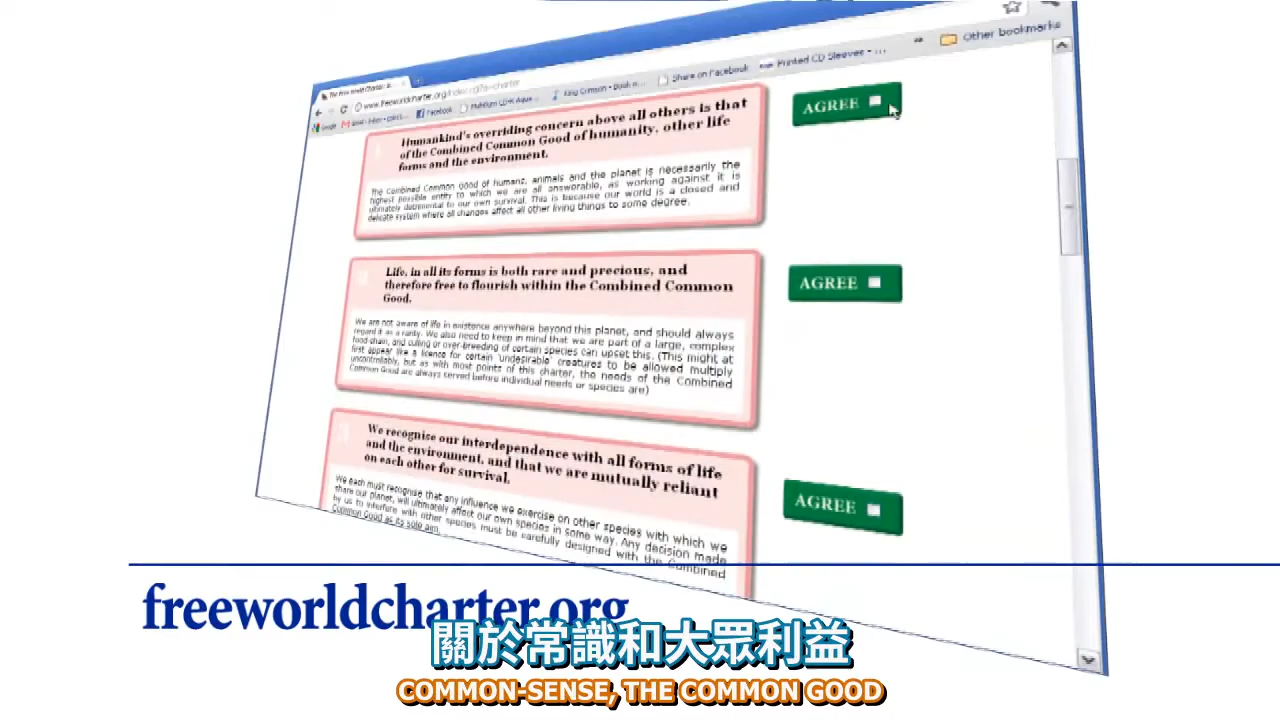 Other bookmarks
The Free World Charter
www.freeworldcharter.org/index.cgi?a=charter
Share on Facebook
Printed CD Sleeves - ...
Google
Facebook
King Crimson - Book o...
Humankind's overriding concern above all others is that
of the Combined Common Good of humanity, other life
forms and the environment.
AGREE
The Combined Common Good of humans, animals and the planet is necessarily the
highest possible entity to which we are all answerable, as working against it is
ultimately detrimental to our own survival. This is because our world is a closed and
delicate system where all changes affect all other living things to some degree.
Life, in all its forms is both rare and precious, and
therefore free to flourish within the Combined Common
Good.
AGREE
We are not aware of life in existence anywhere beyond this planet, and should always
regard it as a rarity. We also need to keep in mind that we are part of a large, complex
food-chain, and culling or over-breeding of certain species can upset this. (This might at
first appear like a licence for certain 'undesirable' creatures to be allowed multiply
uncontrollably, but as with most points of this charter, the needs of the Combined
Common Good are always served before individual needs or species are)
We recognise our interdependence with all forms of life
and the environment, and that we are mutually reliant
on each other for survival.
AGREE
We each must recognise that any influence we exercise on other species with which we
share our planet, will ultimately affect our own species in some way. Any decision made
by us to interfere with other species must be carefully designed with the Combined
Common Good as its sole aim.
freeworldcharter.org
關於常識和大眾利益
COMMON-SENSE, THE COMMON GOOD